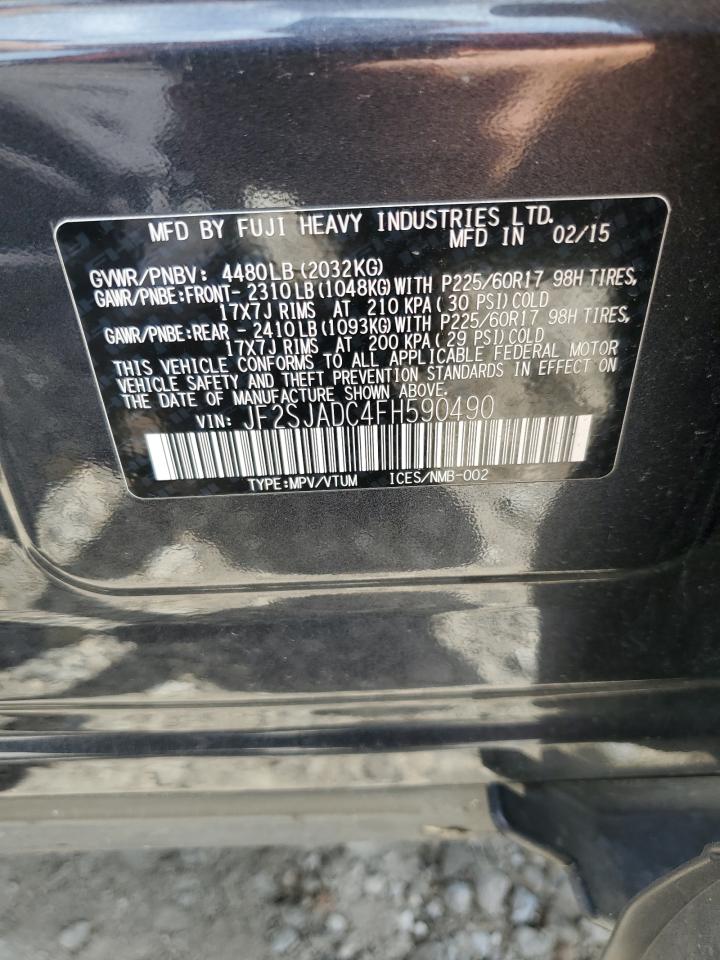 MFD BY FUJI HEAVY INDUSTRIES LTD.
MFD IN 02/15
GVWR/PNBV: 4480LB(2032KG)
GAWR/PNBE:FRONT- 2310LB(1048KG)WITH P225/60R17 98H TIRES,
17X7J RIMS AT 210 KPA(30 PSI)COLD
GAWR/PNBE:REAR - 2410LB(1093KG)WITH P225/60R17 98H TIRES,
17X7J RIMS AT 200 KPA(29 PSI)COLD
THIS VEHICLE CONFORMS TO ALL APPLICABLE FEDERAL MOTOR
VEHICLE SAFETY AND THEFT PREVENTION STANDARDS IN EFFECT ON
THE DATE OF MANUFACTURE SHOWN ABOVE.
VIN: JF2SJADC4FH590490
TYPE:MPV/VTUM ICES/NMB-002